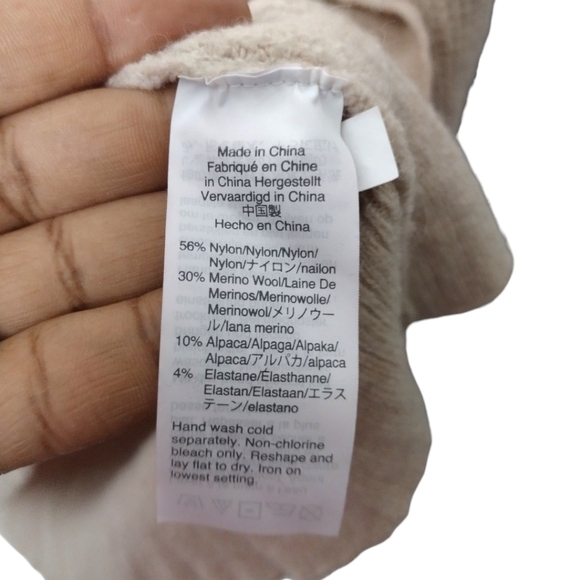 Made in China
Fabriqué en Chine
in China Hergestellt
Vervaardigd in China
中国製
Hecho en China
56% Nylon/Nylon/Nylon/
Nylon/ナイロン/nailon
30% Merino Wool/Laine De
Merinos/Merinowolle/
Merinowol/メリノウー
ル/lana merino
10% Alpaca/Alpaga/Alpaka/
Alpaca/アルパカ/alpaca
4% Elastane/Élasthanne/
Elastan/Elastaan/エラス
テーン/elastano
Hand wash cold
separately. Non-chlorine
bleach only. Reshape and
lay flat to dry. Iron on
lowest setting.